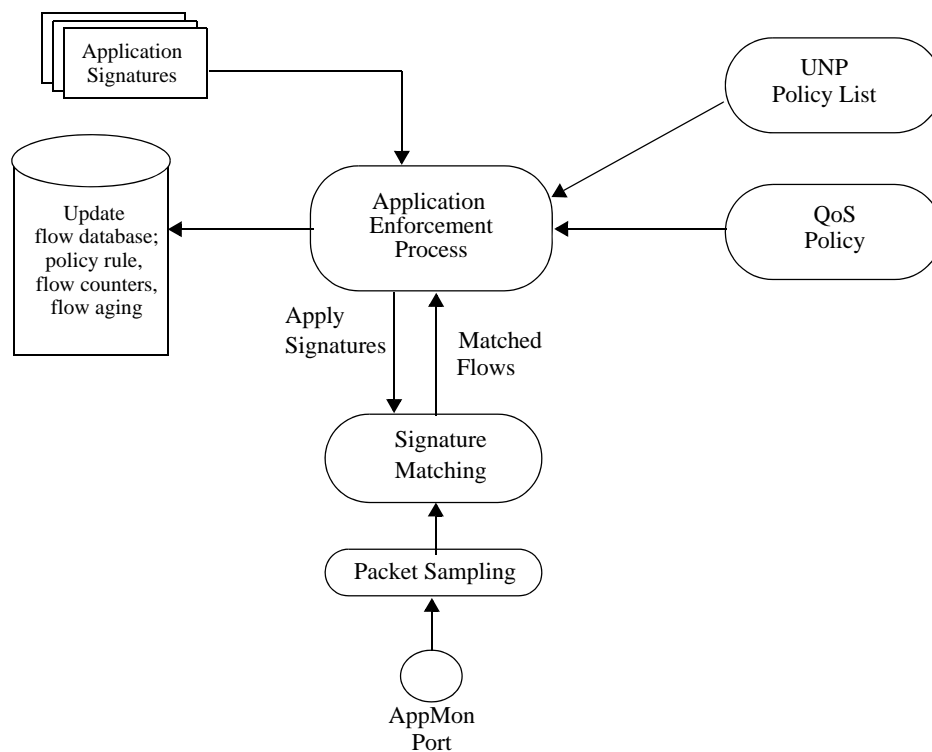 Application
Signatures
UNP
Policy List
Update
flow database;
policy rule,
flow counters,
flow aging
Application
Enforcement
Process
QoS
Policy
Apply
Signatures
Matched
Flows
Signature
Matching
Packet Sampling
AppMon
Port